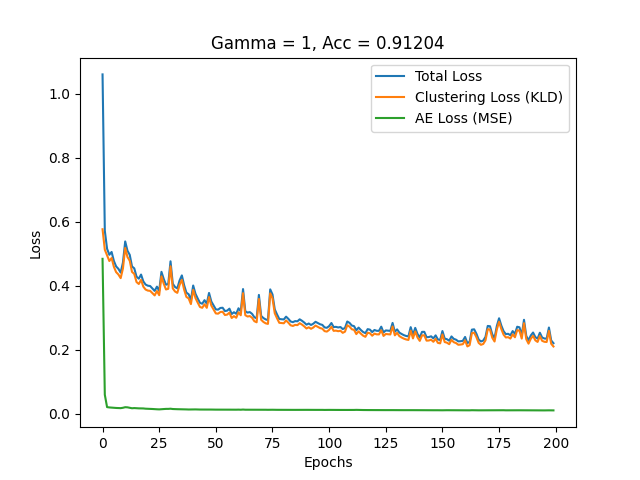 Gamma = 1, Acc = 0.91204
Total Loss
Clustering Loss (KLD)
AE Loss (MSE)
Loss
1.0
0.8
0.6
0.4
0.2
0.0
0 25 50 75 100 125 150 175 200
Epochs